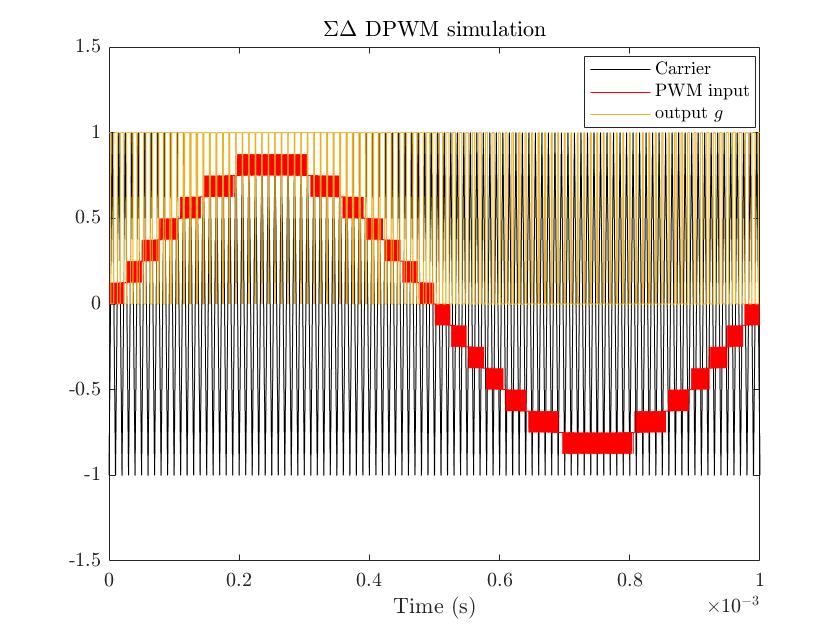 ΣΔ DPWM simulation
1.5
Carrier
PWM input
output g
1
0.5
0
-0.5
-1
-1.5
0 0.2 0.4 0.6 0.8 1
Time (s) ×10⁻³